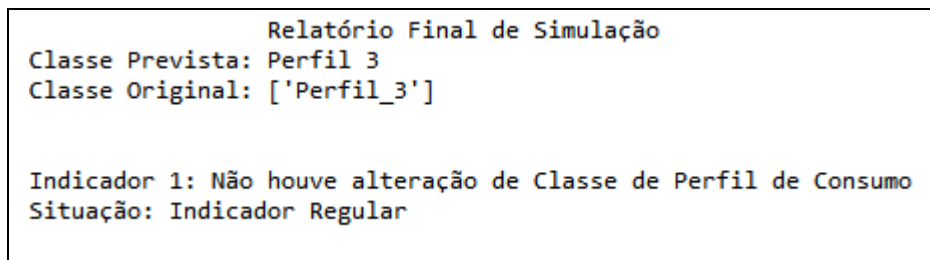 Relatório Final de Simulação
Classe Prevista: Perfil 3
Classe Original: ['Perfil_3']
Indicador 1: Não houve alteração de Classe de Perfil de Consumo
Situação: Indicador Regular